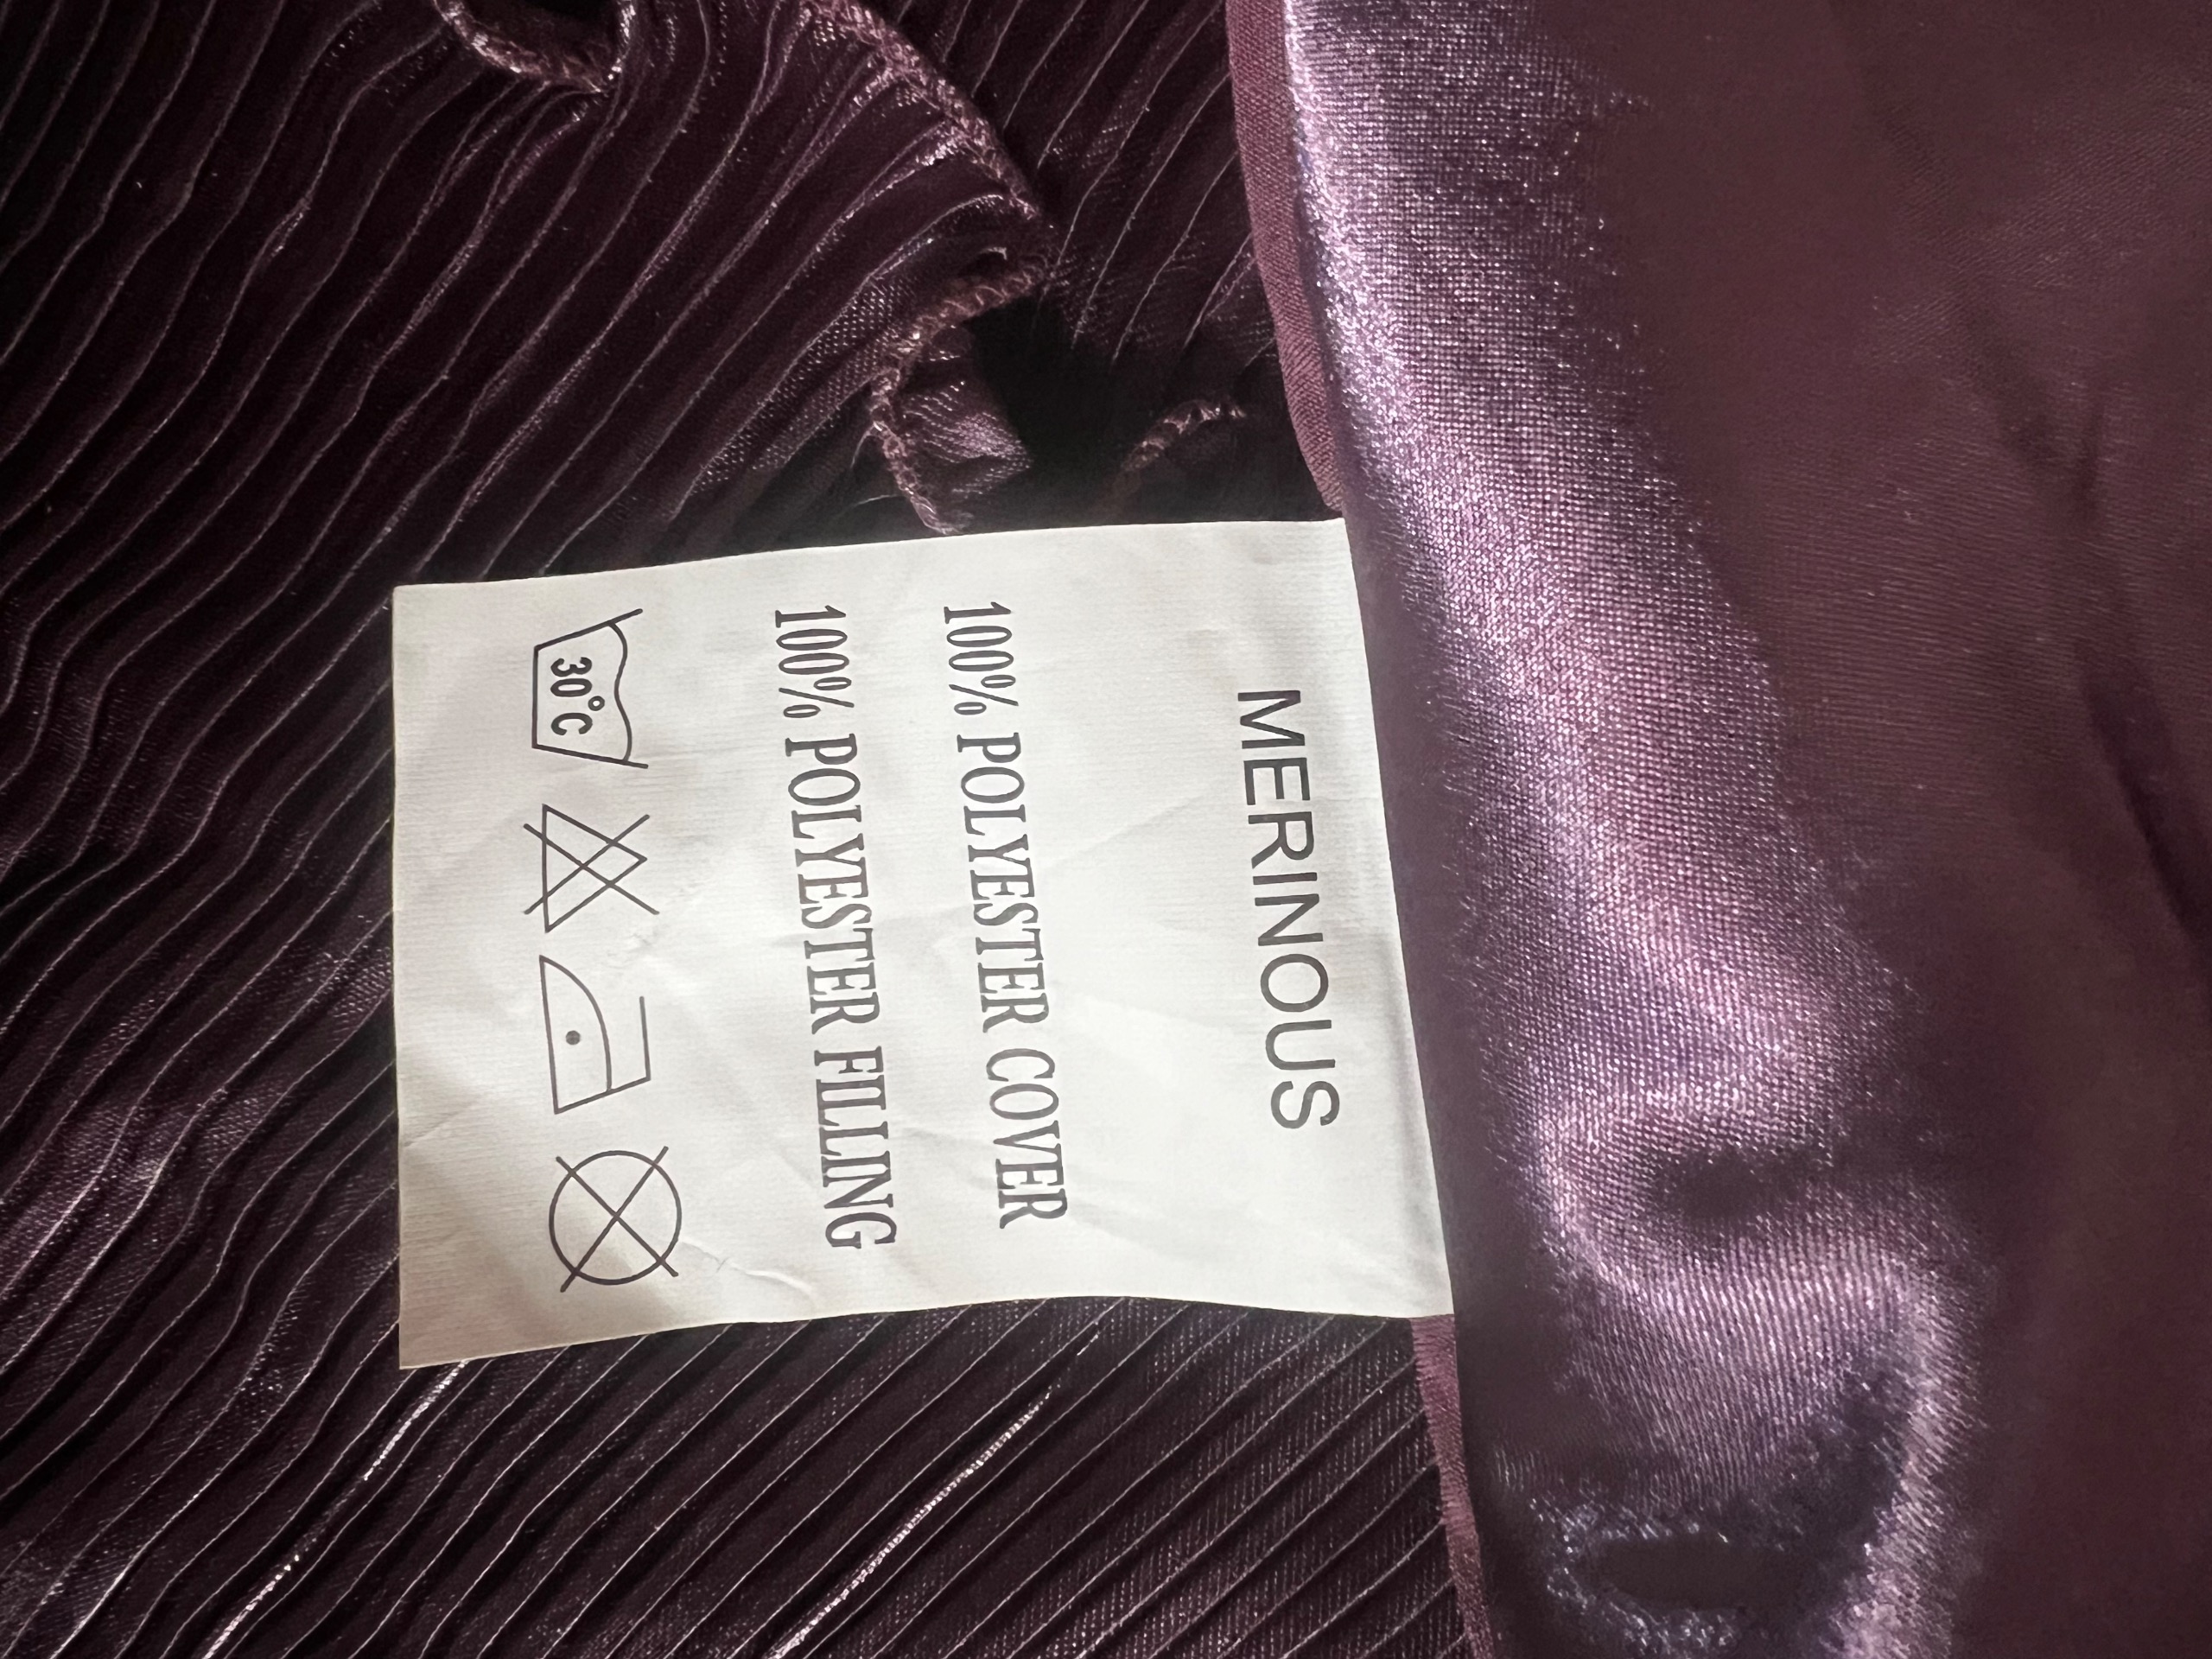 MERINOUS
100% POLYESTER COVER
100% POLYESTER FILLING
30°C